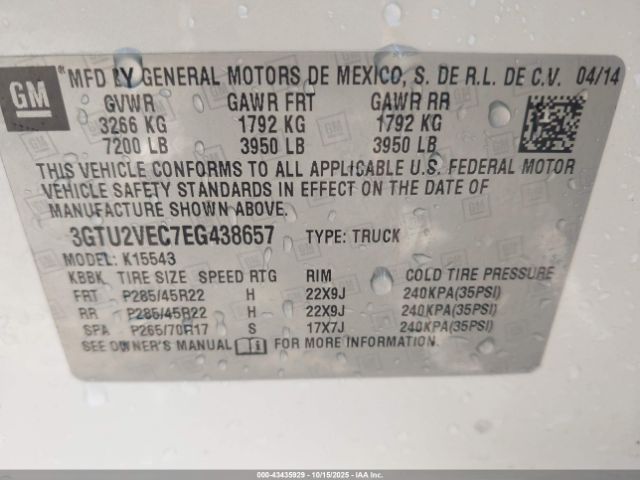 GM ® MFD BY GENERAL MOTORS DE MEXICO, S. DE R.L. DE C.V. 04/14
GVWR GAWR FRT GAWR RR
3266 KG 1792 KG 1792 KG
7200 LB 3950 LB 3950 LB
THIS VEHICLE CONFORMS TO ALL APPLICABLE U.S. FEDERAL MOTOR
VEHICLE SAFETY STANDARDS IN EFFECT ON THE DATE OF
MANUFACTURE SHOWN ABOVE.
3GTU2VEC7EG438657 TYPE: TRUCK
MODEL: K15543
KBBK TIRE SIZE SPEED RTG RIM COLD TIRE PRESSURE
FRT P285/45R22 H 22X9J 240KPA(35PSI)
RR P285/45R22 H 22X9J 240KPA(35PSI)
SPA P265/70R17 S 17X7J 240KPA(35PSI)
SEE OWNER'S MANUAL FOR MORE INFORMATION.
000-43435929 - 10/15/2025 - IAAI.COM